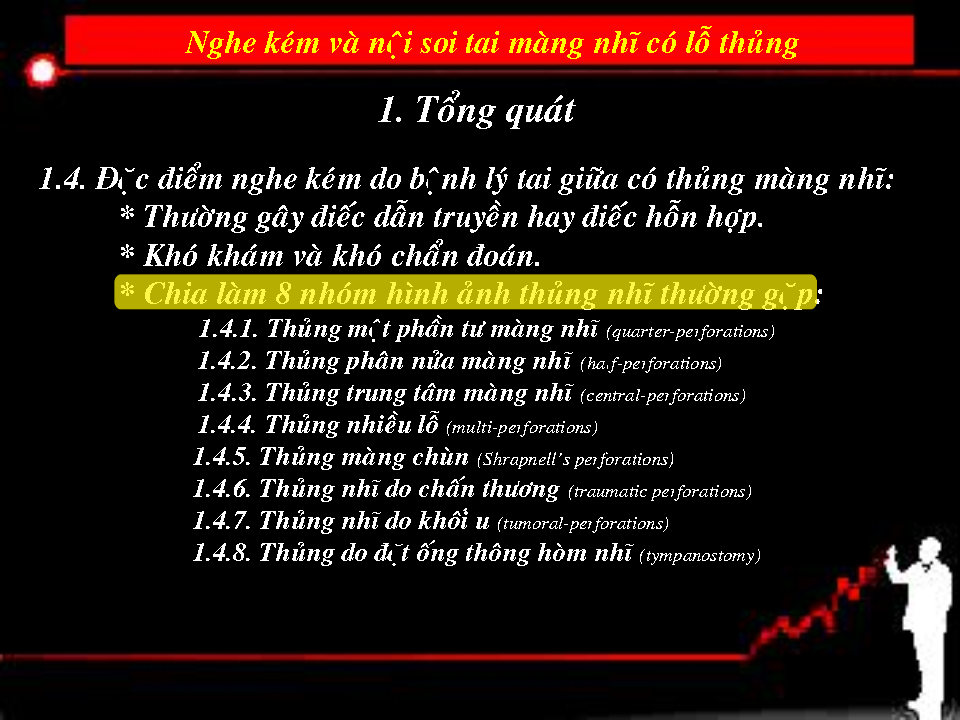 Nghe kém và nội soi tai màng nhĩ có lỗ thủng
1. Tổng quát
1.4. Đặc điểm nghe kém do bệnh lý tai giữa có thủng màng nhĩ:
* Thường gây điếc dẫn truyền hay điếc hỗn hợp.
* Khó khám và khó chẩn đoán.
* Chia làm 8 nhóm hình ảnh thủng nhĩ thường gặp:
1.4.1. Thủng một phần tư màng nhĩ (quarter-perforations)
1.4.2. Thủng phân nửa màng nhĩ (half-perforations)
1.4.3. Thủng trung tâm màng nhĩ (central-perforations)
1.4.4. Thủng nhiều lỗ (multi-perforations)
1.4.5. Thủng màng chùn (Shrapnell's perforations)
1.4.6. Thủng nhĩ do chấn thương (traumatic perforations)
1.4.7. Thủng nhĩ do khối u (tumoral-perforations)
1.4.8. Thủng do đặt ống thông hòm nhĩ (tympanostomy)